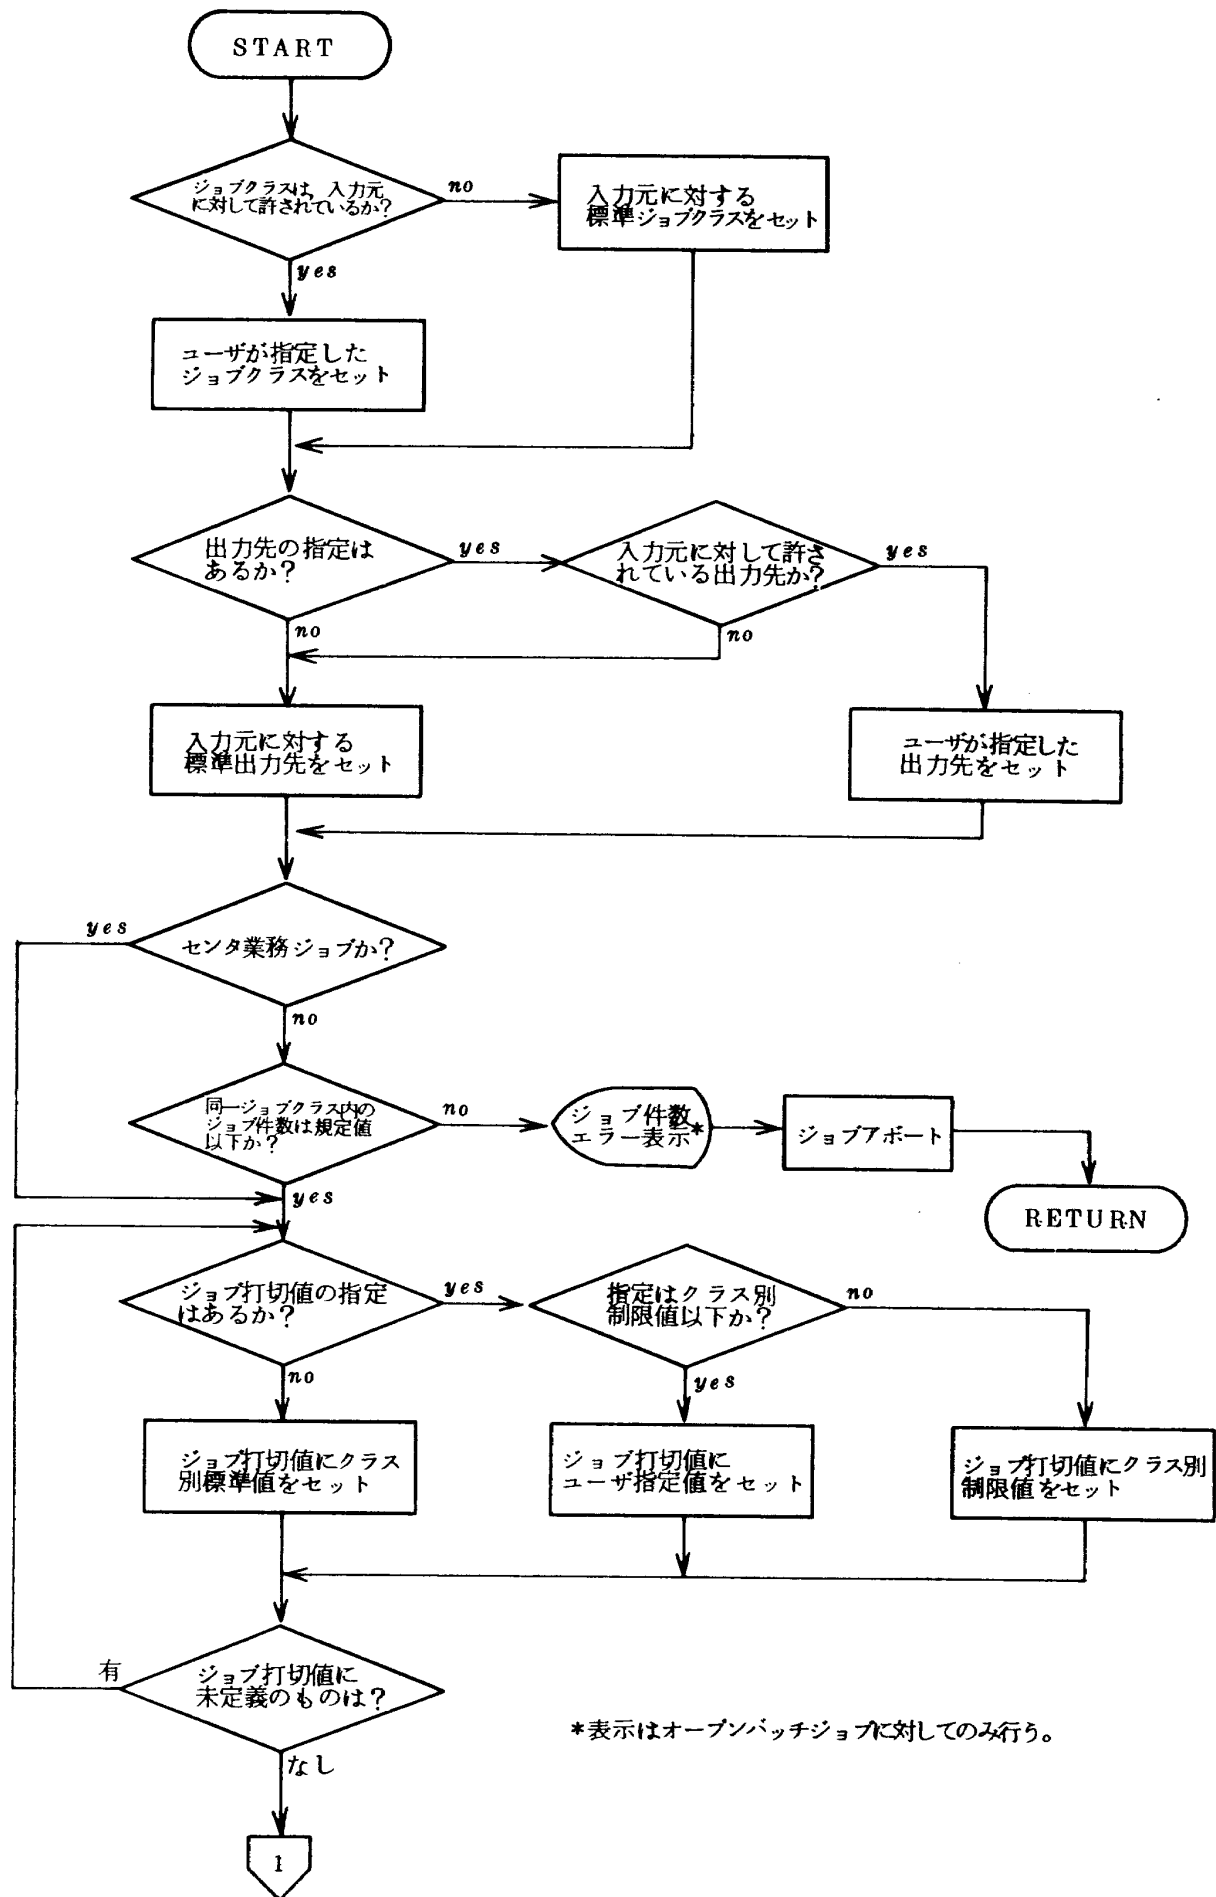 START
ジョブクラスは、入力元
に対して許されているか?
no
入力元に対する
標準ジョブクラスをセット
yes
ユーザが指定した
ジョブクラスをセット
出力先の指定は
あるか?
yes
入力元に対して許さ
れている出力先か?
yes
no
no
入力元に対する
標準出力先をセット
ユーザが指定した
出力先をセット
yes
センタ業務ジョブか?
no
同一ジョブクラス内の
ジョブ件数は規定値
以下か?
no
ジョブ件数
エラー表示*
ジョブアボート
yes
RETURN
ジョブ打切値の指定
はあるか?
yes
指定はクラス別
制限値以下か?
no
no
yes
ジョブ打切値にクラス
別標準値をセット
ジョブ打切値に
ユーザ指定値をセット
ジョブ打切値にクラス別
制限値をセット
有
ジョブ打切値に
未定義のものは?
*表示はオープンバッチジョブに対してのみ行う。
なし
1